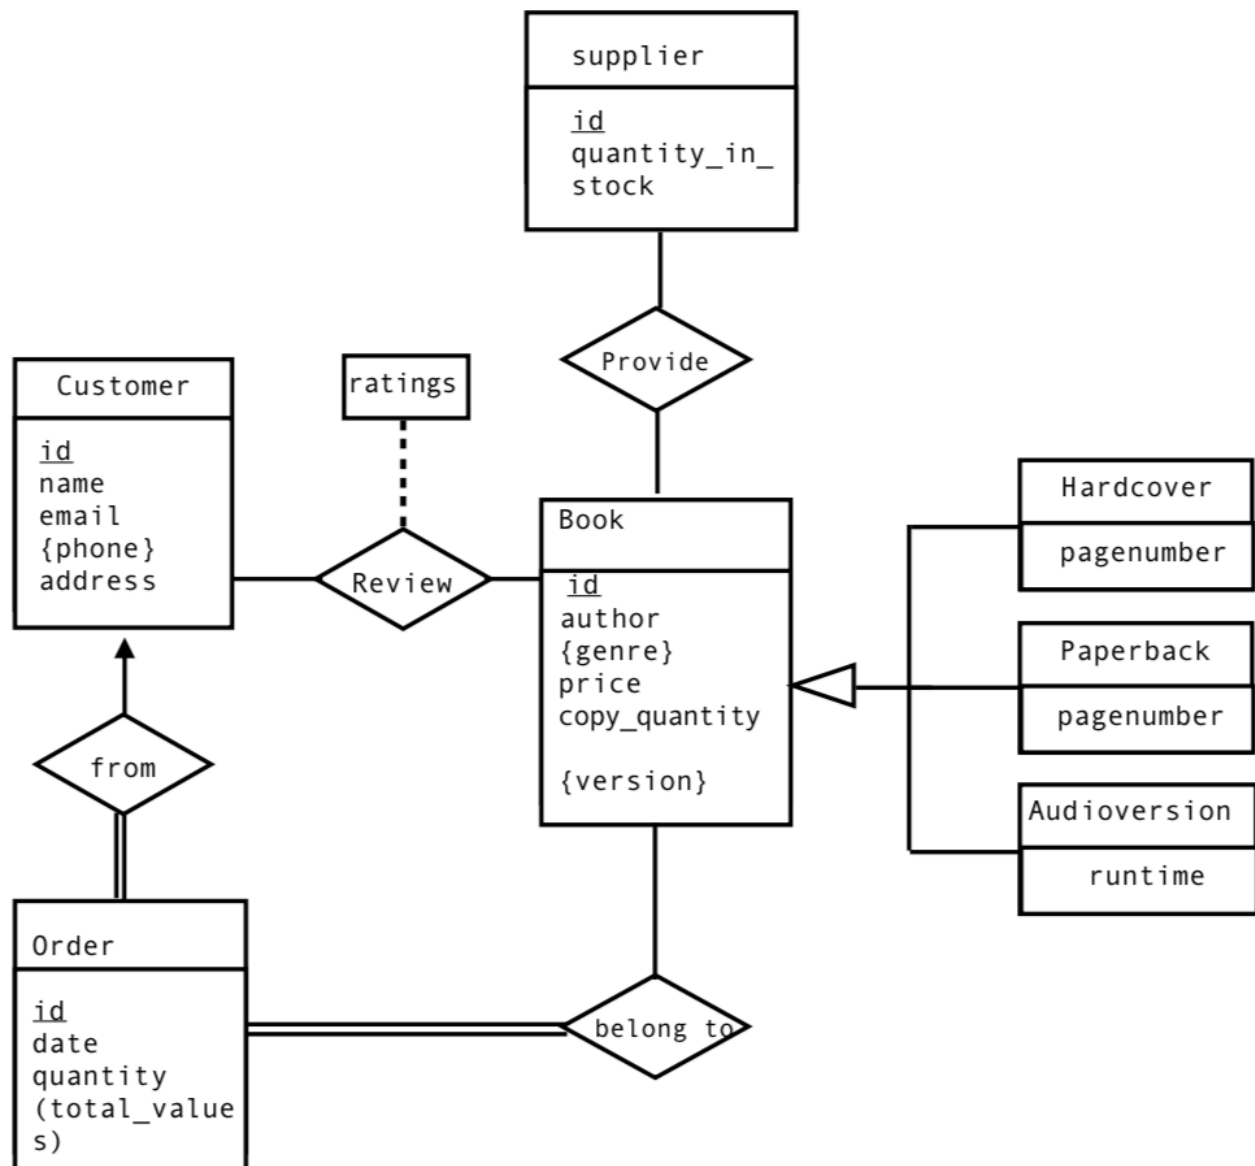 supplier
id
quantity_in_
stock
Provide
Customer
id
name
email
{phone}
address
ratings
Review
Book
id
author
{genre}
price
copy_quantity
{version}
Hardcover
pagenumber
Paperback
pagenumber
Audioversion
runtime
from
Order
id
date
quantity
(total_value
s)
belong to